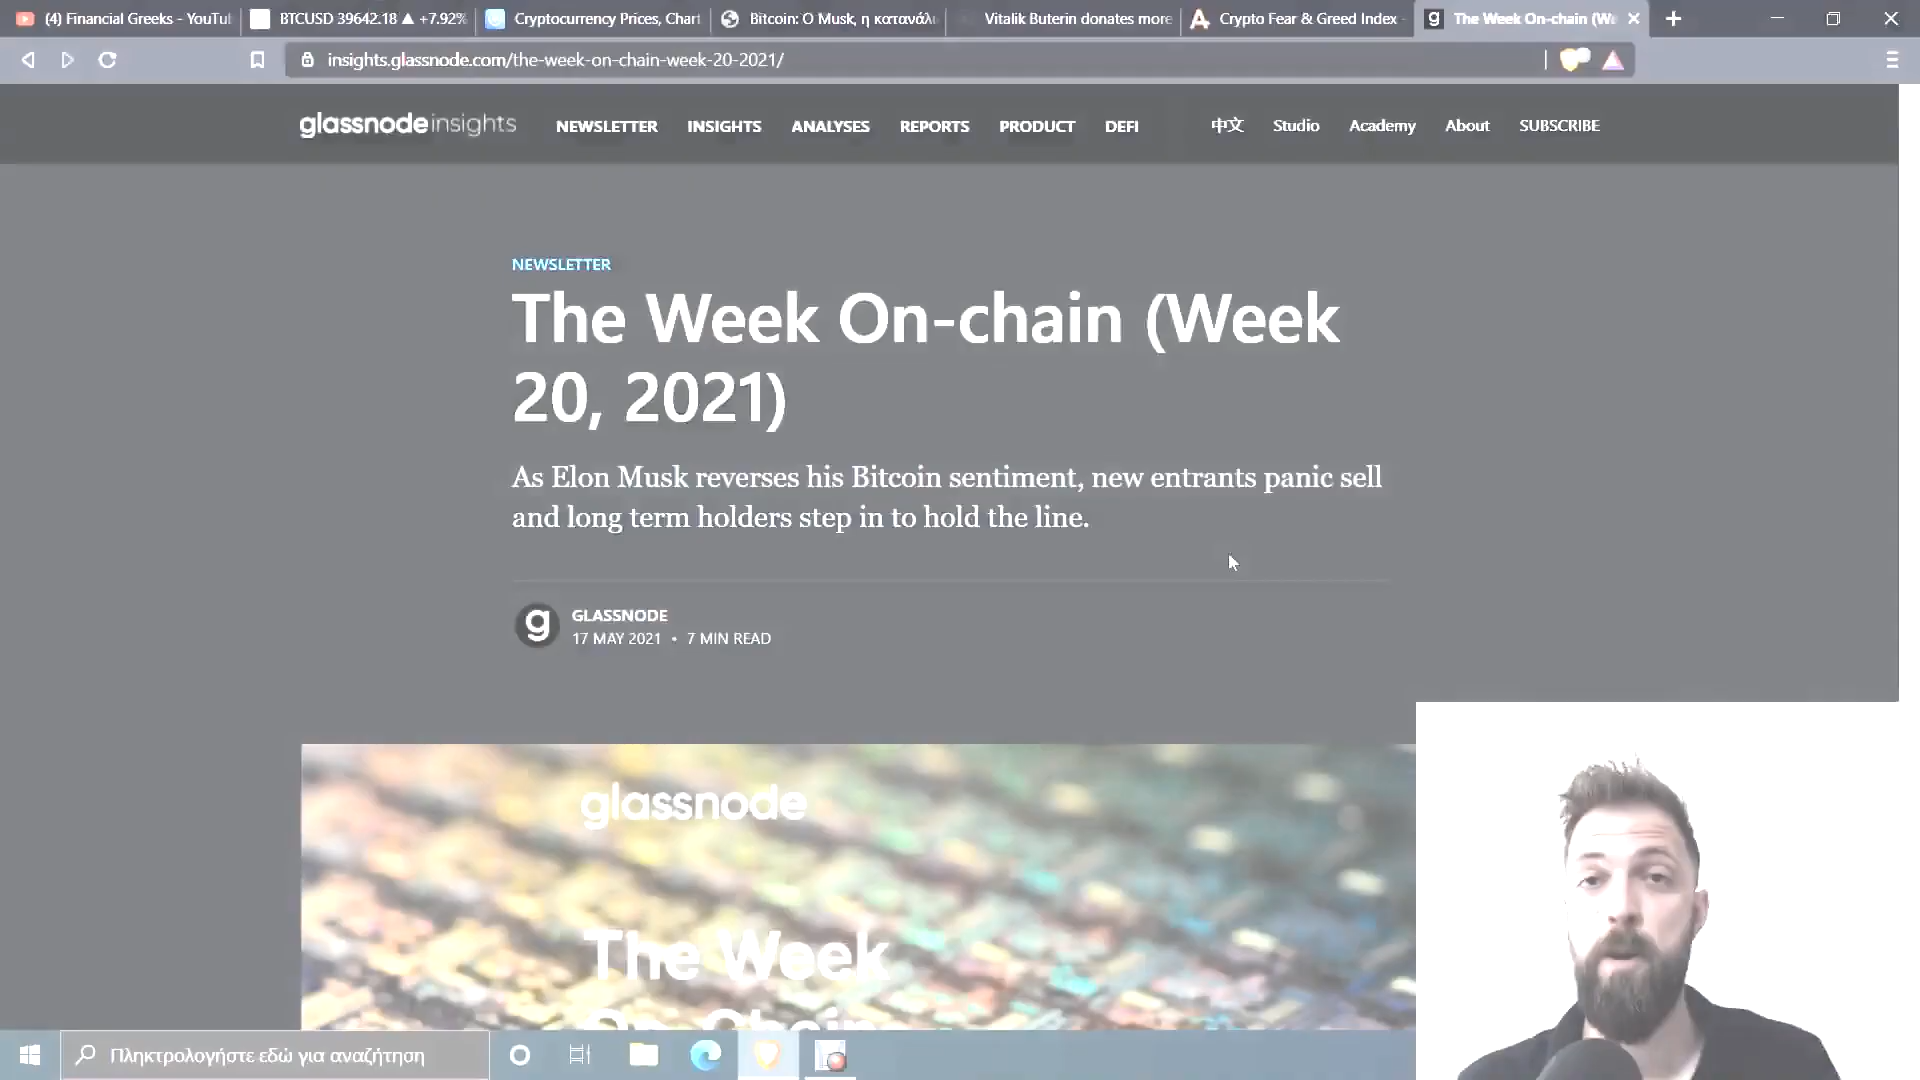 (4) Financial Greeks - YouTu
BTCUSD 39642.18 ▲ +7.92%
Cryptocurrency Prices, Chart
Bitcoin: Ο Musk, η κατανάλ
Vitalik Buterin donates more
Crypto Fear & Greed Index -
The Week On-chain (We
insights.glassnode.com/the-week-on-chain-week-20-2021/
glassnode insights
NEWSLETTER
INSIGHTS
ANALYSES
REPORTS
PRODUCT
DEFI
中文
Studio
Academy
About
SUBSCRIBE
NEWSLETTER
The Week On-chain (Week
20, 2021)
As Elon Musk reverses his Bitcoin sentiment, new entrants panic sell
and long term holders step in to hold the line.
g
GLASSNODE
17 MAY 2021 • 7 MIN READ
glassnode
The Week
On-Chain
Πληκτρολογήστε εδώ για αναζήτηση